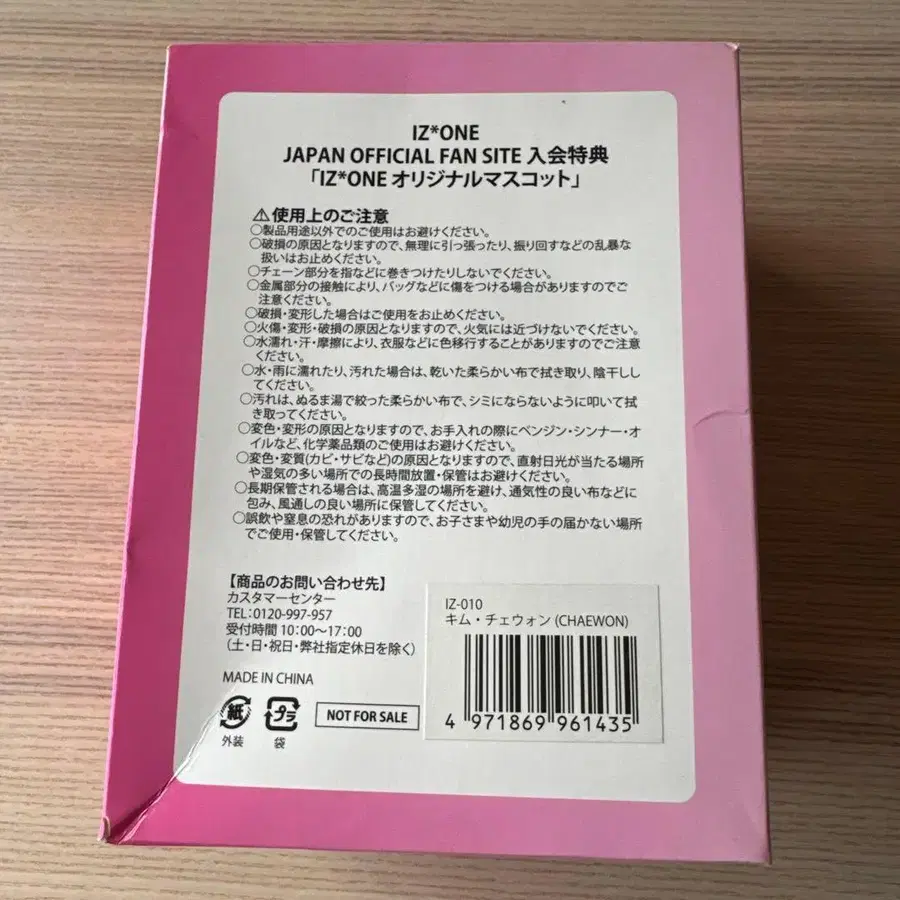 IZ*ONE
JAPAN OFFICIAL FAN SITE 入会特典
「IZ*ONE オリジナルマスコット」
⚠使用上のご注意
○製品用途以外でのご使用はお避けください。
○破損の原因となりますので、無理に引っ張ったり、振り回すなどの乱暴な
扱いはお止めください。
○チェーン部分を指などに巻きつけたりしないでください。
○金属部分の接触により、バッグなどに傷をつける場合がありますのでご
注意ください。
○破損・変形した場合はご使用をお止めください。
○火傷・変形・破損の原因となりますので、火気には近づけないでください。
○水濡れ・汗・摩擦により、衣服などに色移行することがありますのでご注意
ください。
○水・雨に濡れたり、汚れた場合は、乾いた柔らかい布で拭き取り、陰干しし
てください。
○汚れは、ぬるま湯で絞った柔らかい布で、シミにならないように叩いて拭
き取ってください。
○変色・変形の原因となりますので、お手入れの際にベンジン・シンナー・オ
イルなど、化学薬品類のご使用はお避けください。
○変色・変質(カビ・サビなど)の原因となりますので、直射日光が当たる場所
や湿気の多い場所での長時間放置・保管はお避けください。
○長期保管される場合は、高温多湿の場所を避け、通気性の良い布などに
包み、風通しの良い場所に保管してください。
○誤飲や窒息の恐れがありますので、お子さまや幼児の手の届かない場所
でご使用・保管してください。
【商品のお問い合わせ先】
カスタマーセンター
TEL:0120-997-957
受付時間 10:00〜17:00
(土・日・祝日・弊社指定休日を除く)
MADE IN CHINA
紙
外装
プラ
袋
NOT FOR SALE
IZ-010
キム・チェウォン (CHAEWON)
4 971869 961435